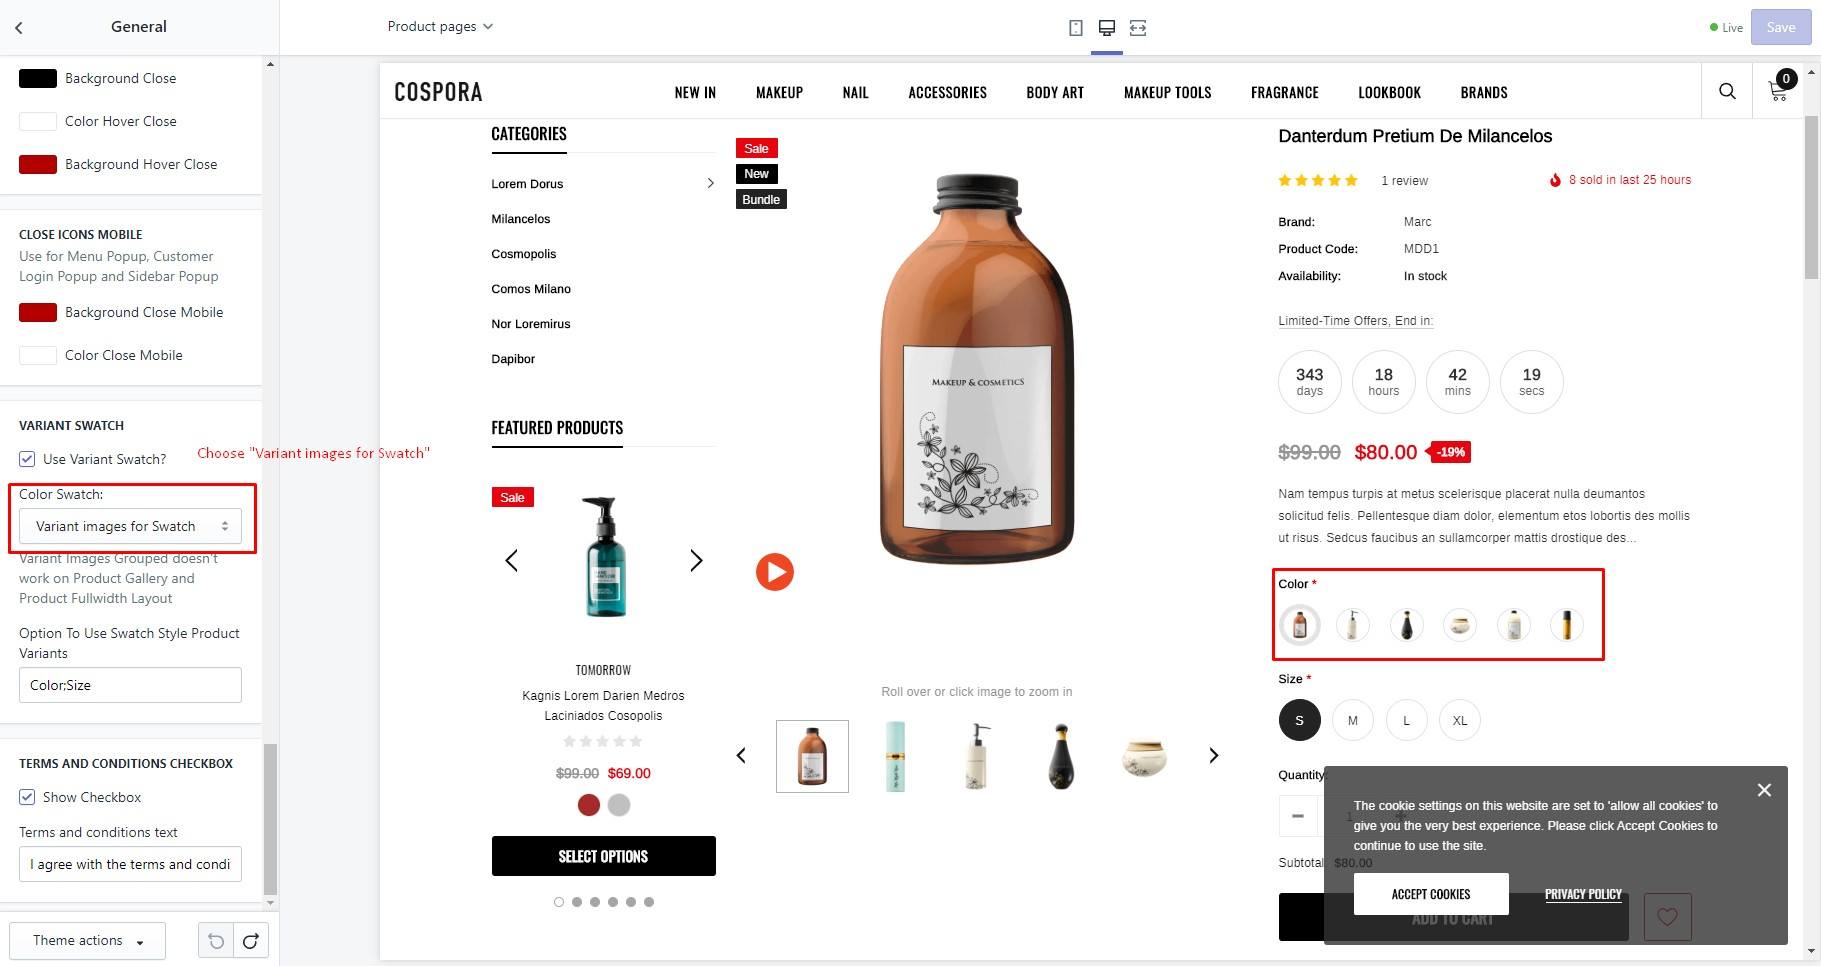 General
Product pages
Live
Save
Background Close
Color Hover Close
Background Hover Close
CLOSE ICONS MOBILE
Use for Menu Popup, Customer
Login Popup and Sidebar Popup
Background Close Mobile
Color Close Mobile
VARIANT SWATCH
Use Variant Swatch?
Choose "Variant images for Swatch"
Color Swatch:
Variant images for Swatch
Variant Images Grouped doesn't
work on Product Gallery and
Product Fullwidth Layout
Option To Use Swatch Style Product
Variants
Color;Size
TERMS AND CONDITIONS CHECKBOX
Show Checkbox
Terms and conditions text
I agree with the terms and condi
Theme actions
COSPORA
NEW IN
MAKEUP
NAIL
ACCESSORIES
BODY ART
MAKEUP TOOLS
FRAGRANCE
LOOKBOOK
BRANDS
0
CATEGORIES
Lorem Dorus
Milancelos
Cosmopolis
Comos Milano
Nor Loremirus
Dapibor
FEATURED PRODUCTS
Sale
TOMORROW
Kagnis Lorem Darien Medros
Laciniados Cosopolis
$99.00 $69.00
SELECT OPTIONS
Sale
New
Bundle
MAKEUP & COSMETICS
Roll over or click image to zoom in
Danterdum Pretium De Milancelos
1 review
8 sold in last 25 hours
Brand: Marc
Product Code: MDD1
Availability: In stock
Limited-Time Offers, End in:
343 days
18 hours
42 mins
19 secs
$99.00 $80.00 -19%
Nam tempus turpis at metus scelerisque placerat nulla deumantos
solicitud felis. Pellentesque diam dolor, elementum etos lobortis des mollis
ut risus. Sedcus faucibus an sullamcorper mattis drostique des...
Color *
Size *
S
M
L
XL
Quantity:
1
Subtotal: $80.00
ADD TO CART
The cookie settings on this website are set to 'allow all cookies' to
give you the very best experience. Please click Accept Cookies to
continue to use the site.
ACCEPT COOKIES
PRIVACY POLICY